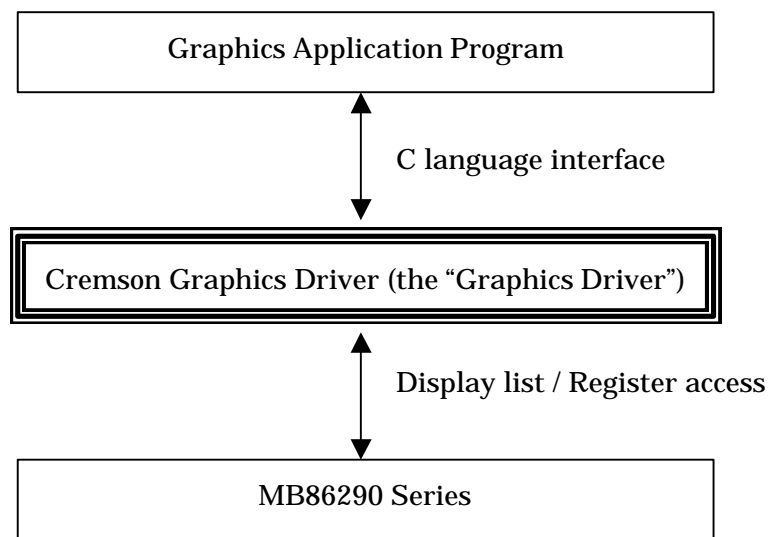 Graphics Application Program
C language interface
Cremson Graphics Driver (the “Graphics Driver”)
Display list / Register access
MB86290 Series